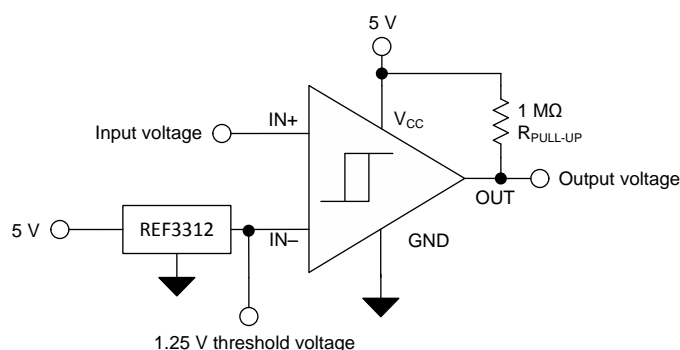 5 V
IN+
V_CC
1 MΩ
R_PULL-UP
Input voltage
Output voltage
OUT
5 V
REF3312
IN–
GND
1.25 V threshold voltage